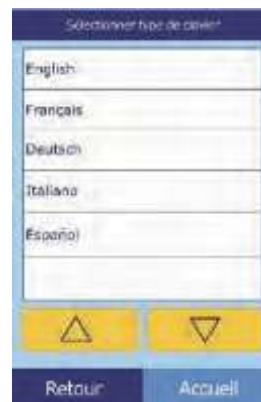 Sélectionner type de clavier
English
Français
Deutsch
Italiano
Español
Retour Accueil